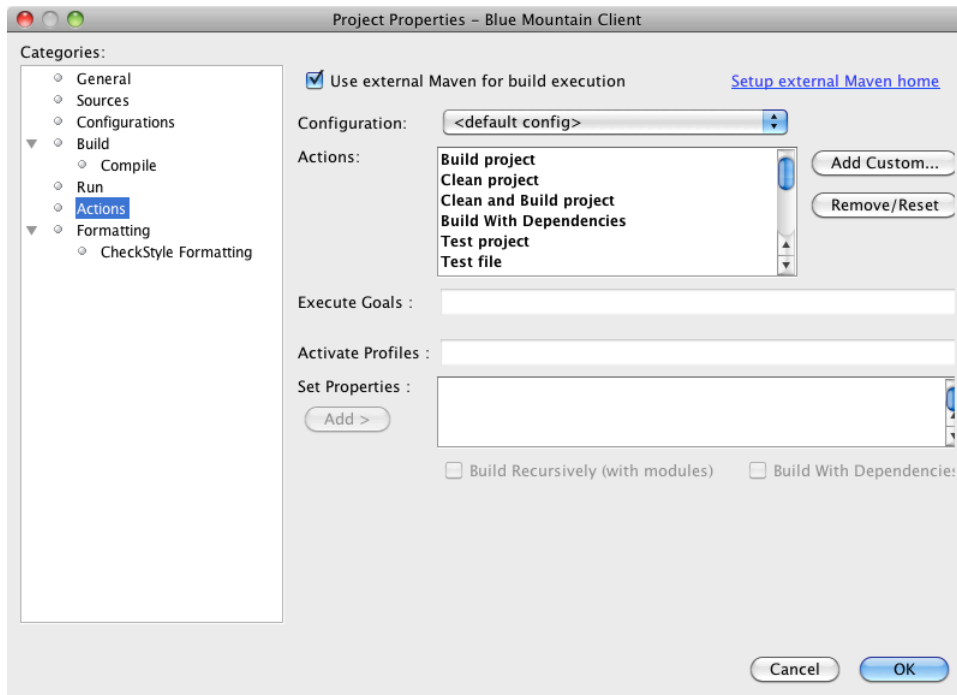 Project Properties – Blue Mountain Client
Categories:
General
Sources
Configurations
Build
Compile
Run
Actions
Formatting
CheckStyle Formatting
Use external Maven for build execution
Setup external Maven home
Configuration:
<default config>
Actions:
Build project
Clean project
Clean and Build project
Build With Dependencies
Test project
Test file
Add Custom...
Remove/Reset
Execute Goals :
Activate Profiles :
Set Properties :
Add >
Build Recursively (with modules)
Build With Dependencies
Cancel
OK